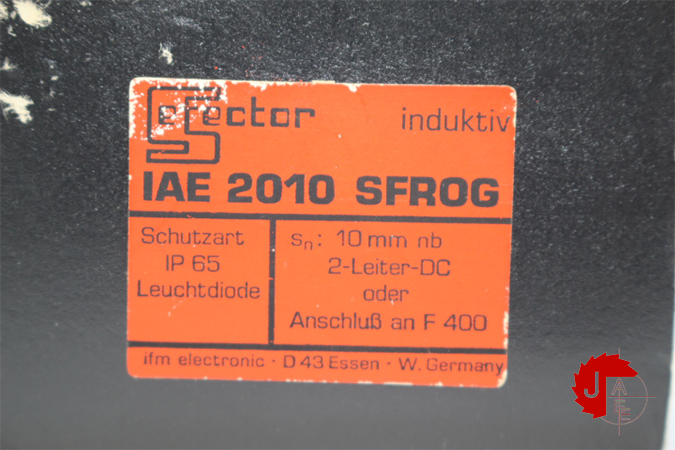 efector induktiv
IAE 2010 SFROG
Schutzart
IP 65
Leuchtdiode
sn: 10 mm nb
2-Leiter-DC
oder
Anschluß an F 400
ifm electronic · D 43 Essen · W. Germany